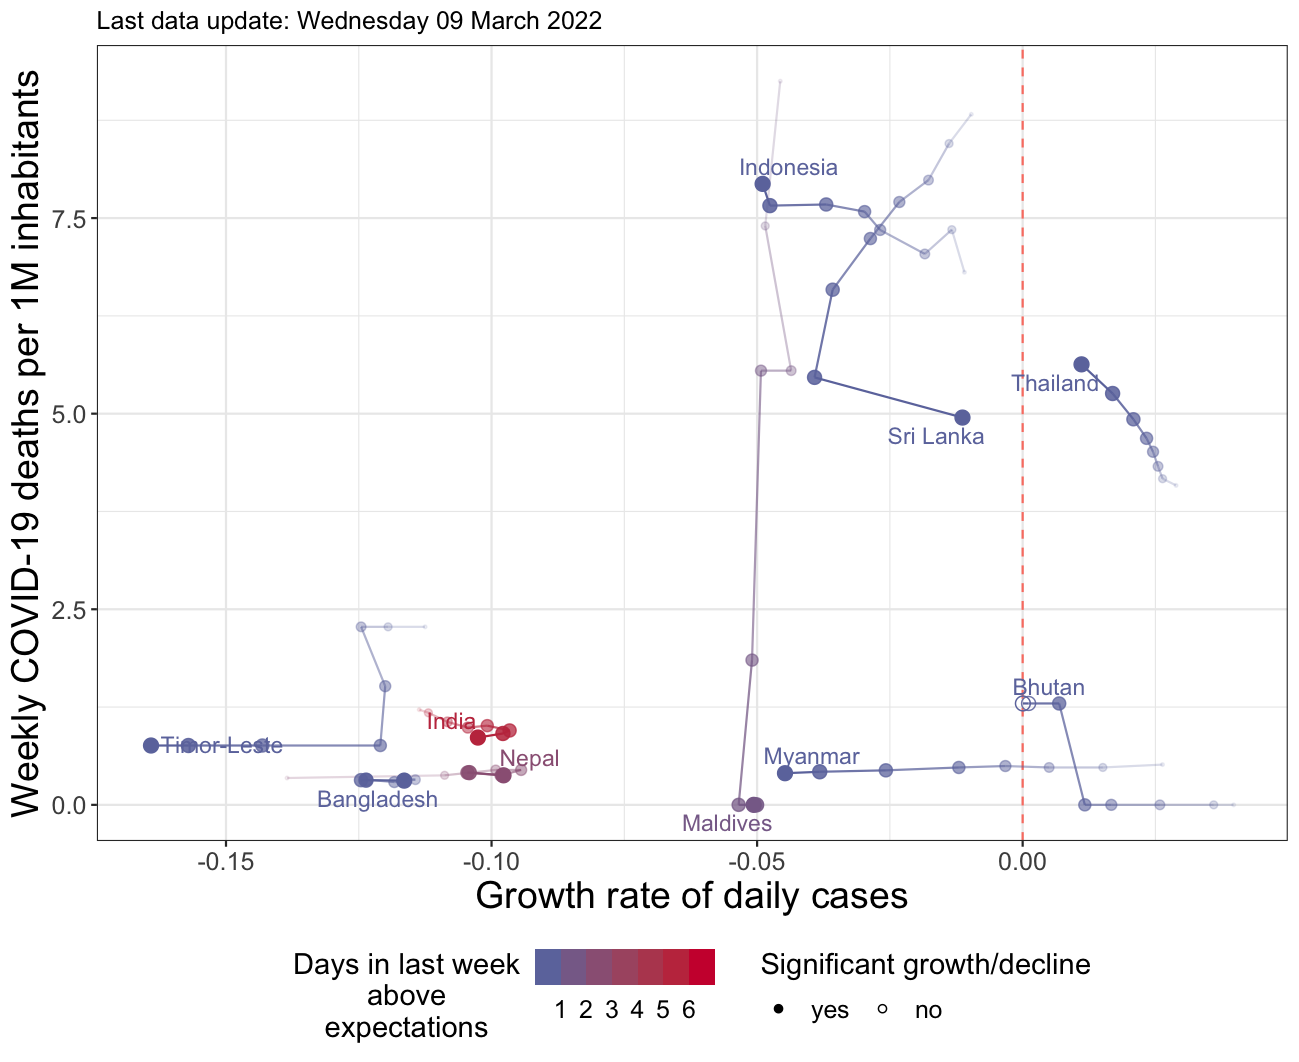 Last data update: Wednesday 09 March 2022
Weekly COVID-19 deaths per 1M inhabitants
7.5
5.0
2.5
0.0
Indonesia
Thailand
Sri Lanka
Bhutan
India
Timor-Leste
Nepal
Myanmar
Bangladesh
Maldives
-0.15
-0.10
-0.05
0.00
Growth rate of daily cases
Days in last week
above
expectations
1 2 3 4 5 6
Significant growth/decline
yes
no